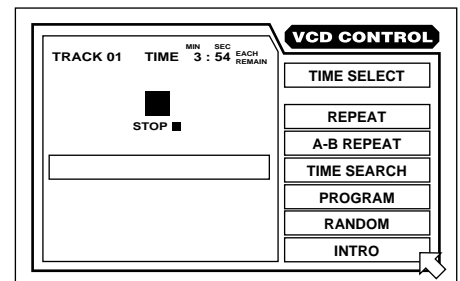 VCD CONTROL
MIN SEC
TRACK 01 TIME 3 : 54 EACH REMAIN
STOP
TIME SELECT
REPEAT
A-B REPEAT
TIME SEARCH
PROGRAM
RANDOM
INTRO